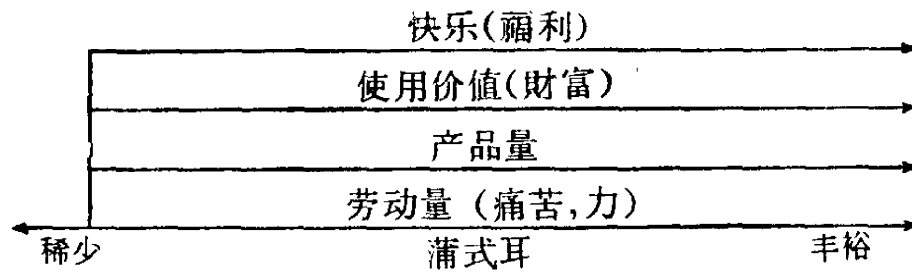 快乐(福利)
使用价值(財富)
产品量
劳动量 (痛苦,力)
稀少 蒲式耳 丰裕